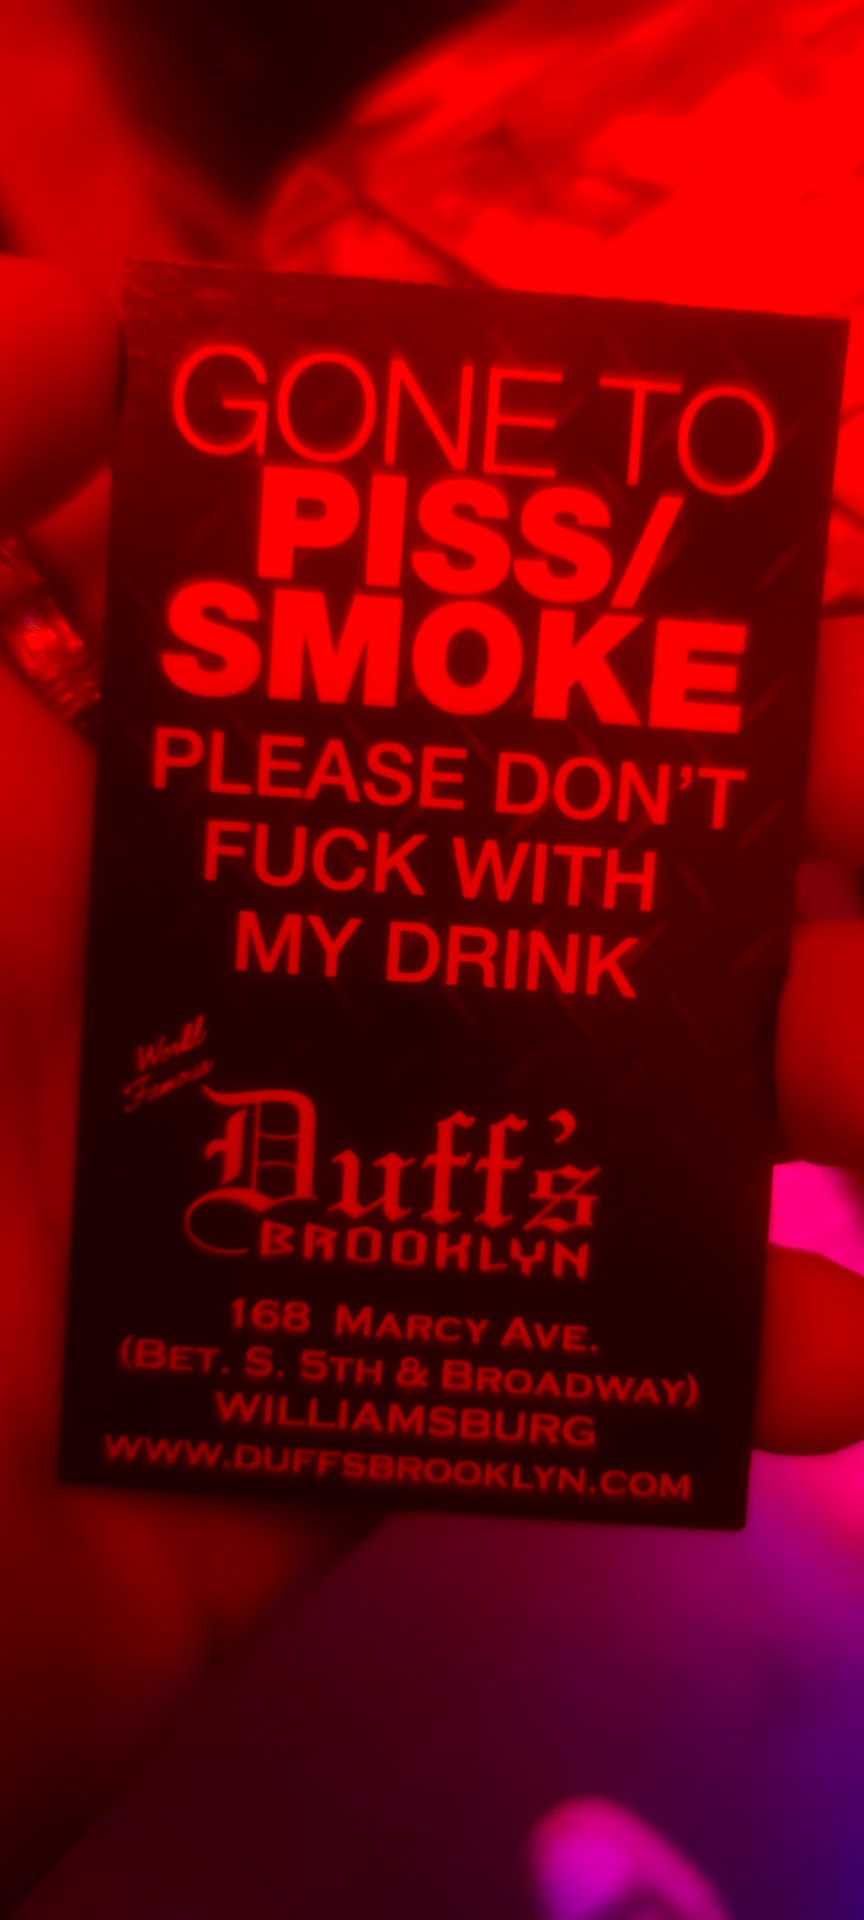 GONE TO
PISS/
SMOKE
PLEASE DON'T
FUCK WITH
MY DRINK
World
Famous
Duff's
BROOKLYN
168 MARCY AVE.
(BET. S. 5TH & BROADWAY)
WILLIAMSBURG
WWW.DUFFSBROOKLYN.COM